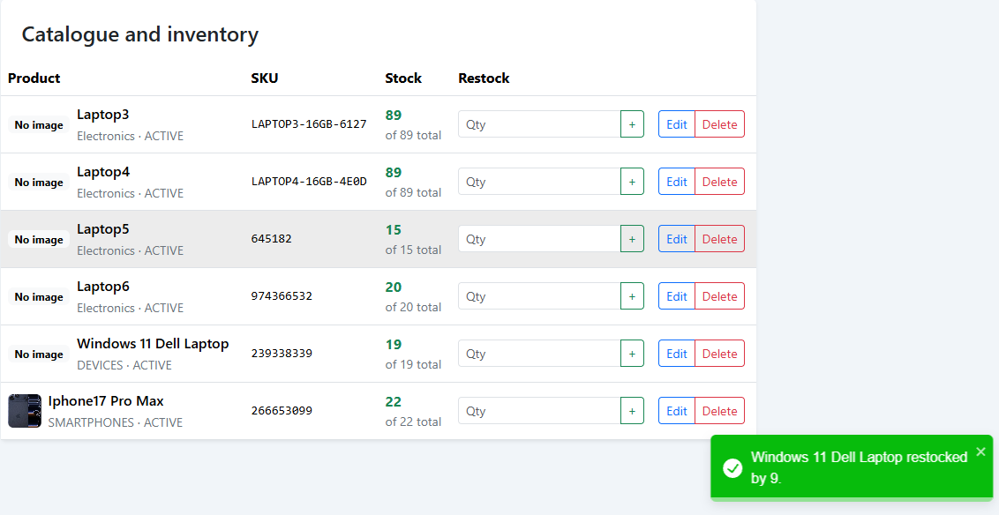 Catalogue and inventory
Product SKU Stock Restock
No image Laptop3 LAPTOP3-16GB-6127 89 Qty + Edit Delete
Electronics · ACTIVE of 89 total
No image Laptop4 LAPTOP4-16GB-4E0D 89 Qty + Edit Delete
Electronics · ACTIVE of 89 total
No image Laptop5 645182 15 Qty + Edit Delete
Electronics · ACTIVE of 15 total
No image Laptop6 974366532 20 Qty + Edit Delete
Electronics · ACTIVE of 20 total
No image Windows 11 Dell Laptop 239338339 19 Qty + Edit Delete
DEVICES · ACTIVE of 19 total
Iphone17 Pro Max 266653099 22 Qty + Edit Delete
SMARTPHONES · ACTIVE of 22 total
Windows 11 Dell Laptop restocked ×
by 9.